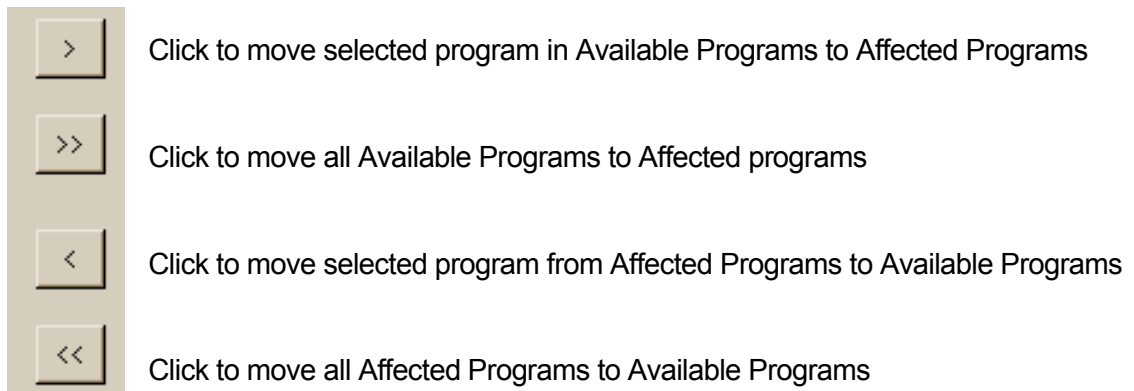 > Click to move selected program in Available Programs to Affected Programs
>> Click to move all Available Programs to Affected programs
< Click to move selected program from Affected Programs to Available Programs
<< Click to move all Affected Programs to Available Programs